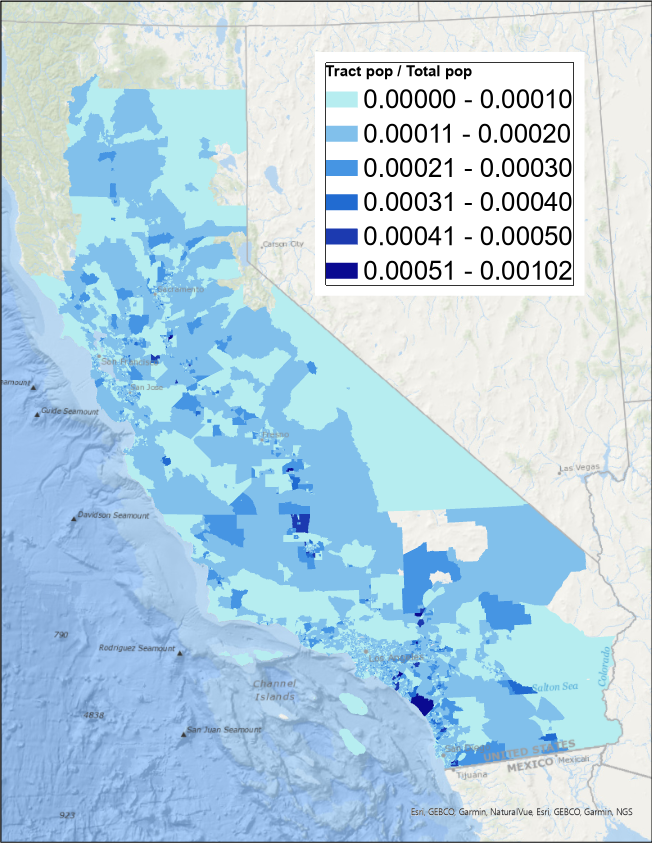 Tract pop / Total pop
0.00000 - 0.00010
0.00011 - 0.00020
0.00021 - 0.00030
0.00031 - 0.00040
0.00041 - 0.00050
0.00051 - 0.00102
Carson City
Sacramento
San Francisco
San Jose
seamount
Guide Seamount
Fresno
Las Vegas
Davidson Seamount
790
Rodriguez Seamount
Los Angeles
Channel
Islands
Salton Sea
Colorado
4838
San Juan Seamount
San Diego
UNITED STATES
MEXICO
Mexicali
Tijuana
923
Esri, GEBCO, Garmin, NaturalVue, Esri, GEBCO, Garmin, NGS